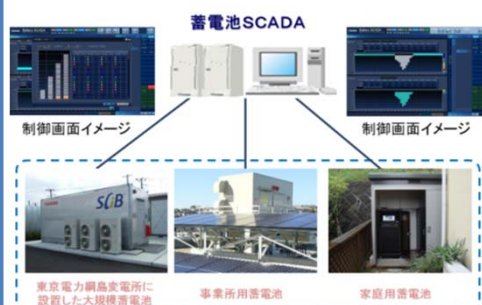 蓄電池SCADA
制御画面イメージ
制御画面イメージ
SCiB
東京電力綱島変電所に
設置した大規模蓄電池
事業所用蓄電池
家庭用蓄電池